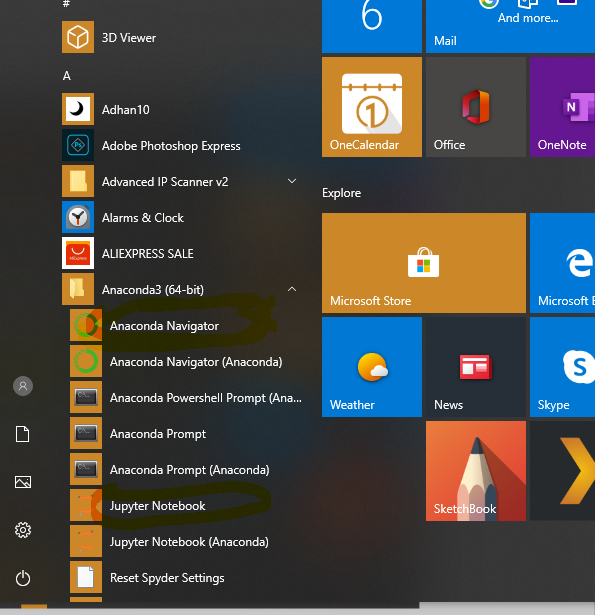 #
3D Viewer
A
Adhan10
Adobe Photoshop Express
Advanced IP Scanner v2
Alarms & Clock
ALIEXPRESS SALE
Anaconda3 (64-bit)
Anaconda Navigator
Anaconda Navigator (Anaconda)
Anaconda Powershell Prompt (Ana...
Anaconda Prompt
Anaconda Prompt (Anaconda)
Jupyter Notebook
Jupyter Notebook (Anaconda)
Reset Spyder Settings
6
And more...
Mail
1
OneCalendar
Office
N
OneNote
Explore
Microsoft Store
Microsoft E
Weather
News
S
Skype
SketchBook